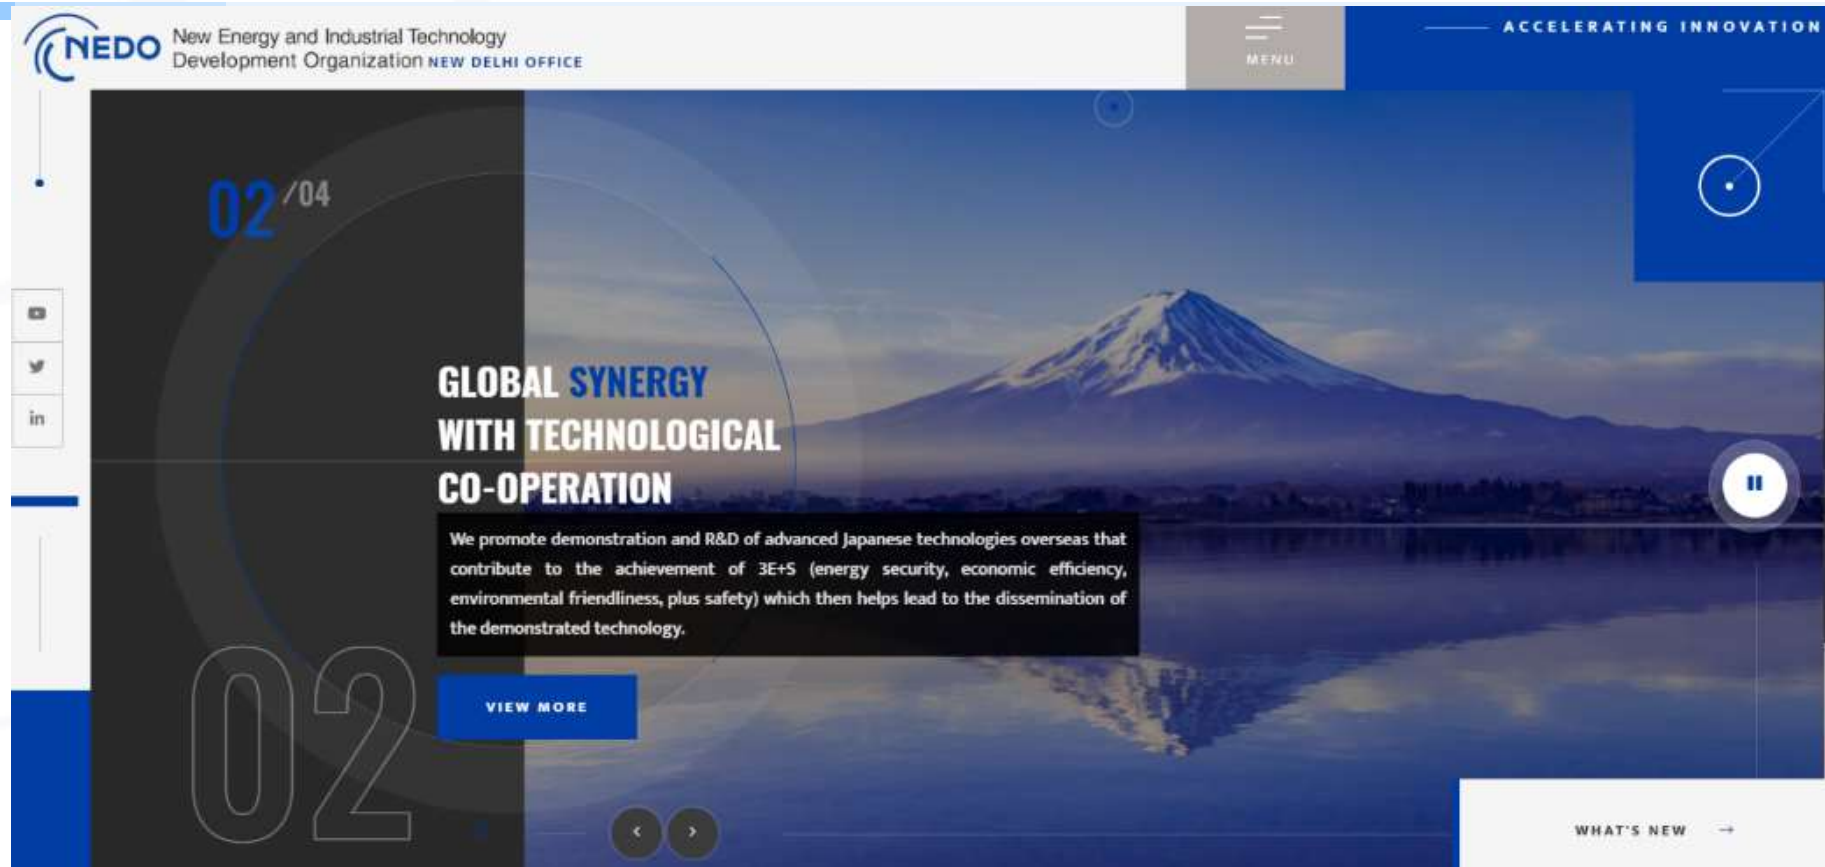 NEDO
New Energy and Industrial Technology
Development Organization NEW DELHI OFFICE
MENU
ACCELERATING INNOVATION
02/04
in
GLOBAL SYNERGY
WITH TECHNOLOGICAL
CO-OPERATION
We promote demonstration and R&D of advanced Japanese technologies overseas that
contribute to the achievement of 3E+S (energy security, economic efficiency,
environmental friendliness, plus safety) which then helps lead to the dissemination of
the demonstrated technology.
VIEW MORE
02
WHAT'S NEW →